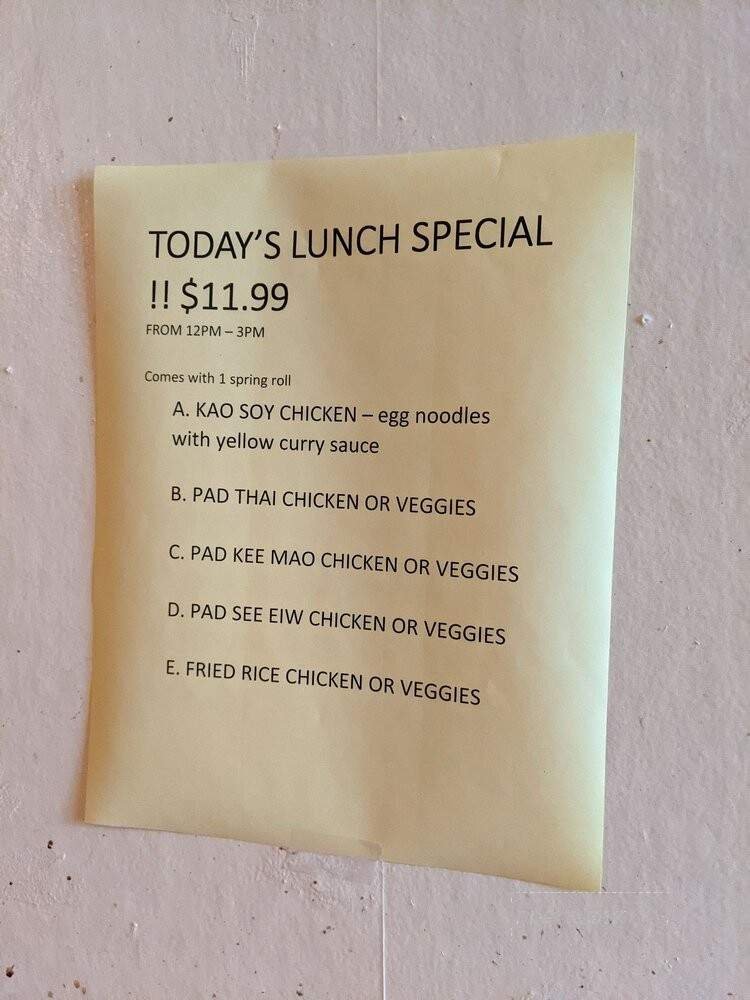 TODAY'S LUNCH SPECIAL
!! $11.99
FROM 12PM – 3PM
Comes with 1 spring roll
A. KAO SOY CHICKEN – egg noodles
with yellow curry sauce
B. PAD THAI CHICKEN OR VEGGIES
C. PAD KEE MAO CHICKEN OR VEGGIES
D. PAD SEE EIW CHICKEN OR VEGGIES
E. FRIED RICE CHICKEN OR VEGGIES